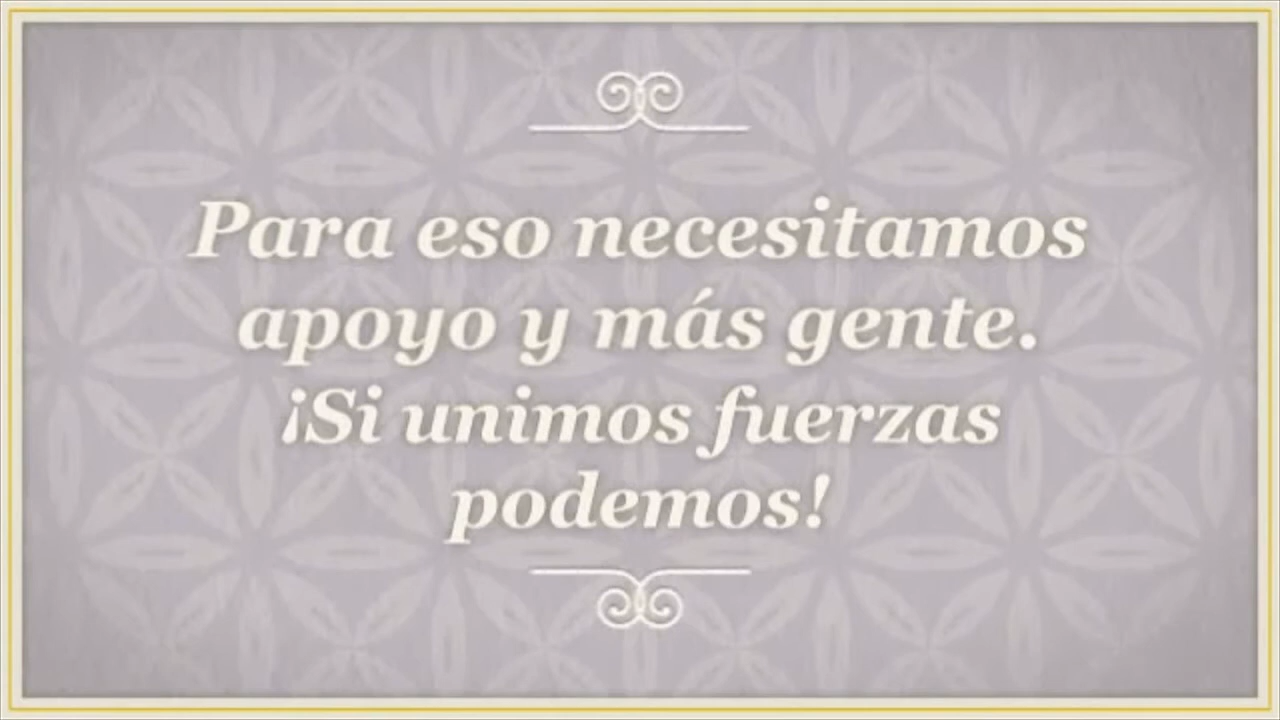 Para eso necesitamos
apoyo y más gente.
¡Si unimos fuerzas
podemos!